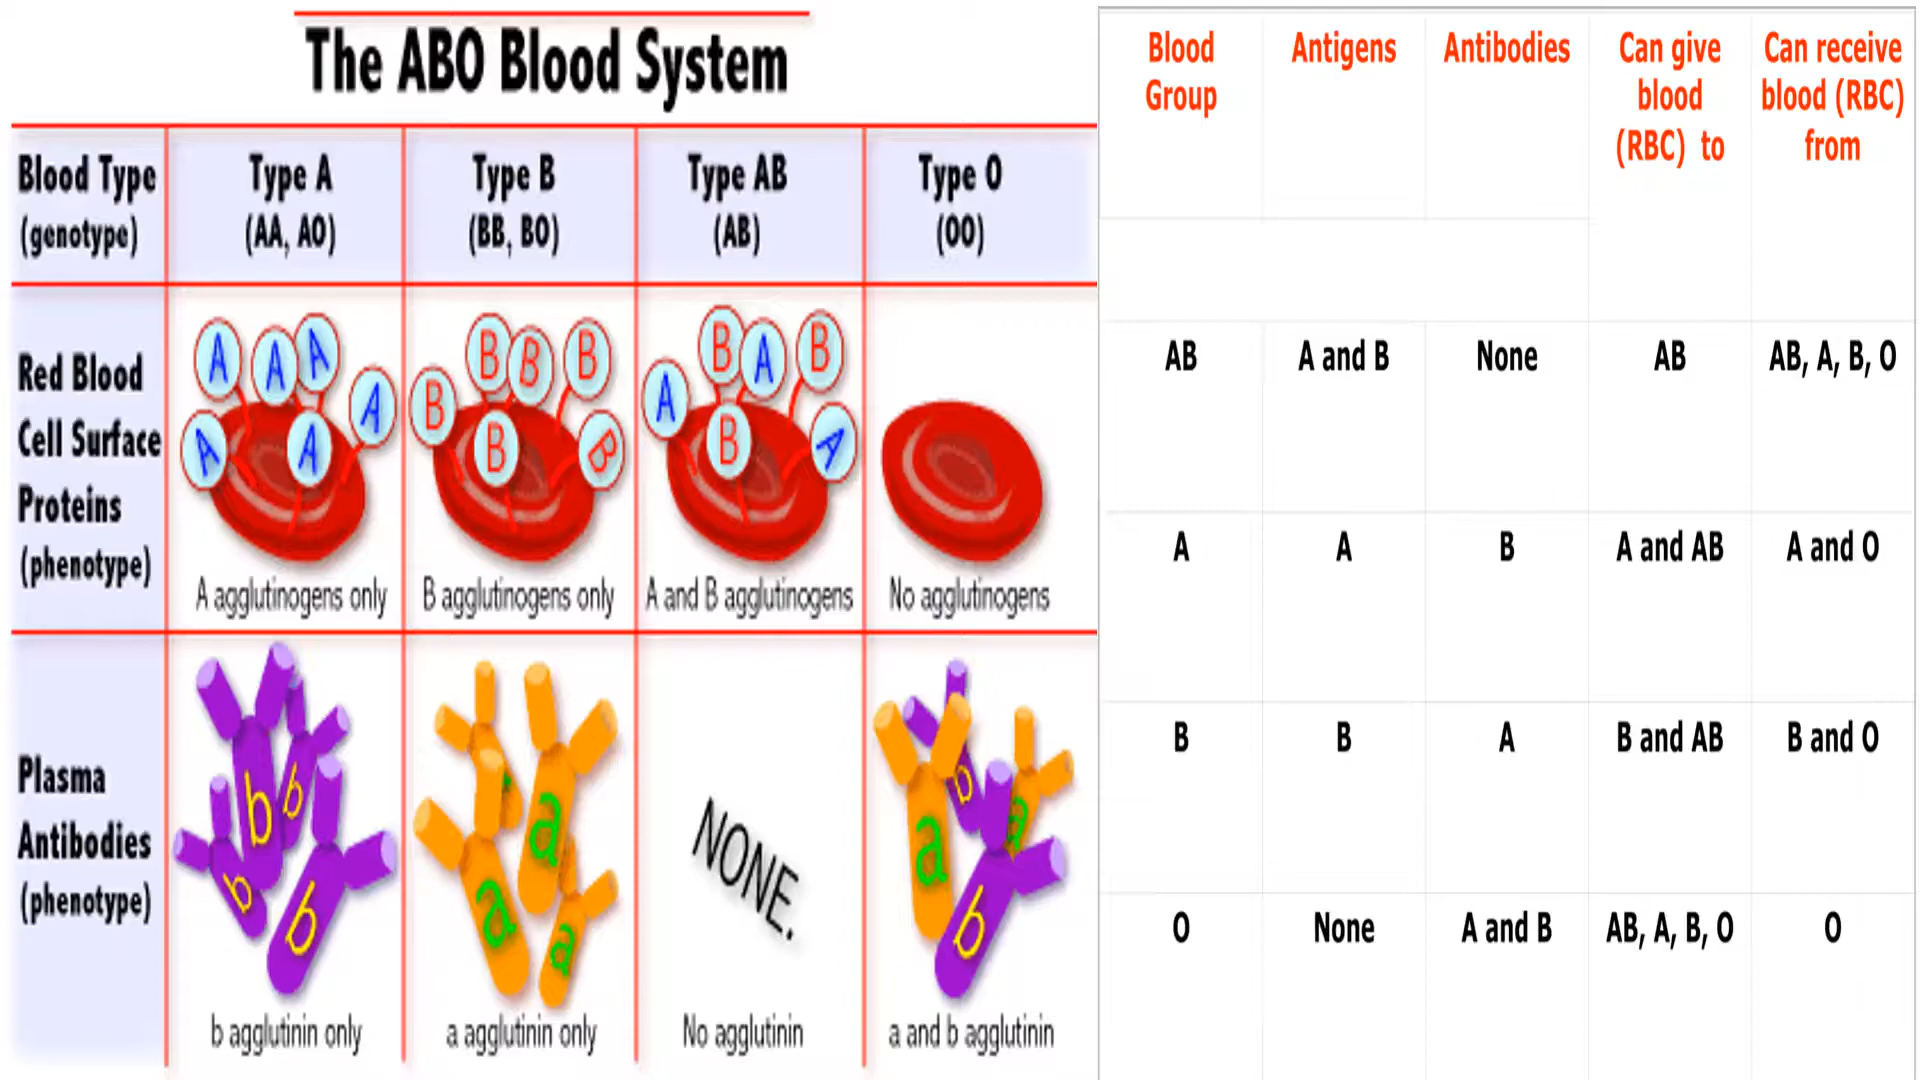 The ABO Blood System
Blood Type
(genotype)
Type A
(AA, AO)
Type B
(BB, BO)
Type AB
(AB)
Type O
(OO)
Red Blood
Cell Surface
Proteins
(phenotype)
A A A A A A
A agglutinogens only
B B B B B B
B agglutinogens only
B A B A B A
A and B agglutinogens
No agglutinogens
Plasma
Antibodies
(phenotype)
b b b b
b agglutinin only
a a a
a agglutinin only
NONE.
No agglutinin
b a a b
a and b agglutinin
Blood
Group
Antigens
Antibodies
Can give
blood
(RBC) to
Can receive
blood (RBC)
from
AB A and B None AB AB, A, B, O
A A B A and AB A and O
B B A B and AB B and O
O None A and B AB, A, B, O O